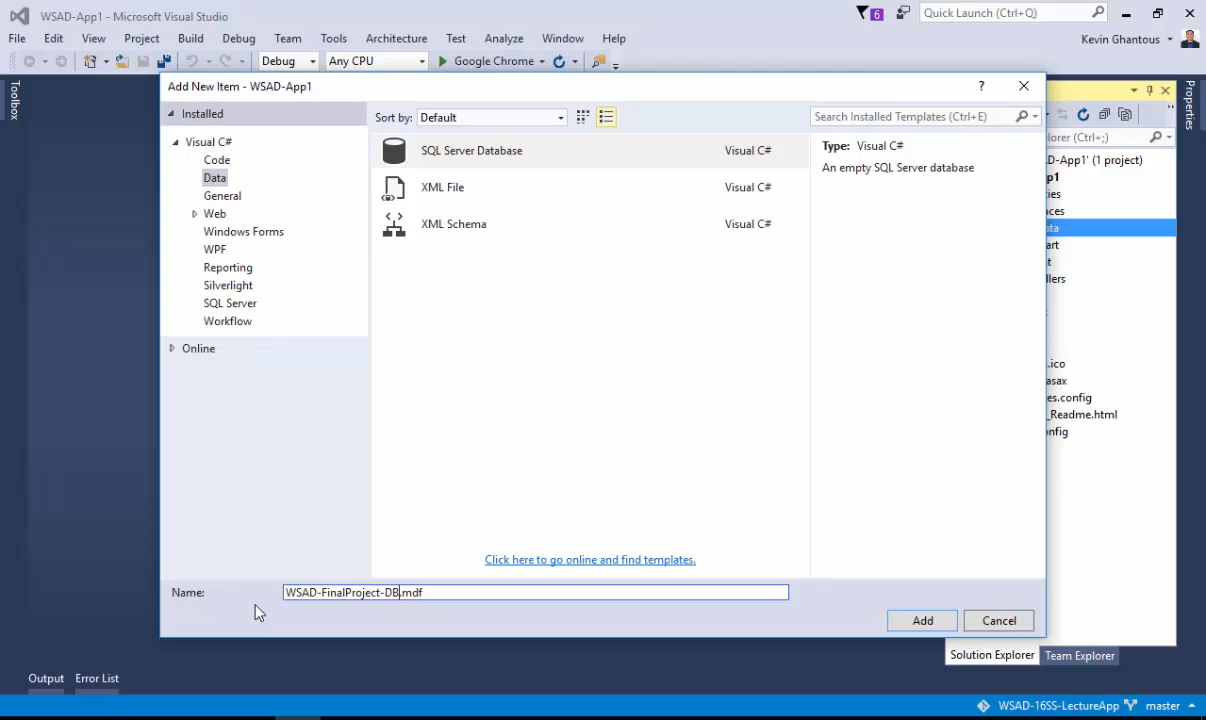 WSAD-App1 - Microsoft Visual Studio
6
Quick Launch (Ctrl+Q)
File Edit View Project Build Debug Team Tools Architecture Test Analyze Window Help
Kevin Ghantous
Debug Any CPU Google Chrome
Toolbox
Properties
Add New Item - WSAD-App1
?
Installed
Sort by: Default
Search Installed Templates (Ctrl+E)
Visual C#
Code
Data
General
Web
Windows Forms
WPF
Reporting
Silverlight
SQL Server
Workflow
Online
SQL Server Database Visual C#
XML File Visual C#
XML Schema Visual C#
Type: Visual C#
An empty SQL Server database
Click here to go online and find templates.
Name: WSAD-FinalProject-DB.mdf
Add Cancel
plorer (Ctrl+;)
D-App1' (1 project)
p1
ties
nces
ata
art
t
llers
.ico
asax
es.config
_Readme.html
nfig
Solution Explorer Team Explorer
Output Error List
WSAD-16SS-LectureApp master